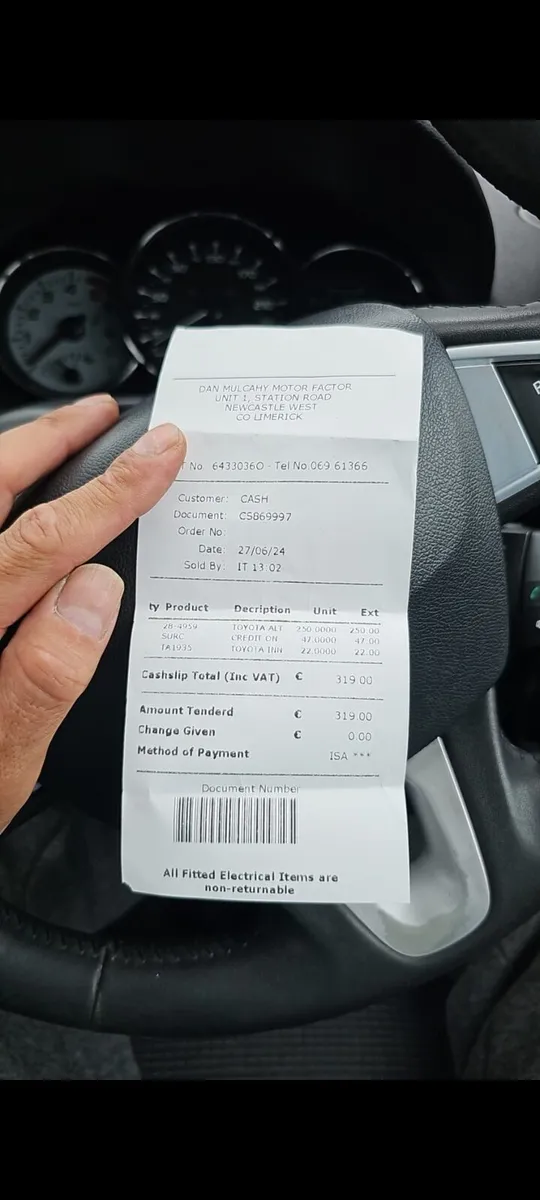 DAN MULCAHY MOTOR FACTOR
UNIT 1, STATION ROAD
NEWCASTLE WEST
CO LIMERICK
T No. 6433036O - Tel No.069 61366
Customer: CASH
Document: CS869997
Order No:
Date: 27/06/24
Sold By: IT 13:02
ty Product Decription Unit Ext
28-4959 TOYOTA ALT 250.0000 250.00
SURC CREDIT ON 47.0000 47.00
TA1935 TOYOTA INN 22.0000 22.00
Cashslip Total (Inc VAT) € 319.00
Amount Tenderd € 319.00
Change Given € 0.00
Method of Payment ISA ***
Document Number
All Fitted Electrical Items are
non-returnable